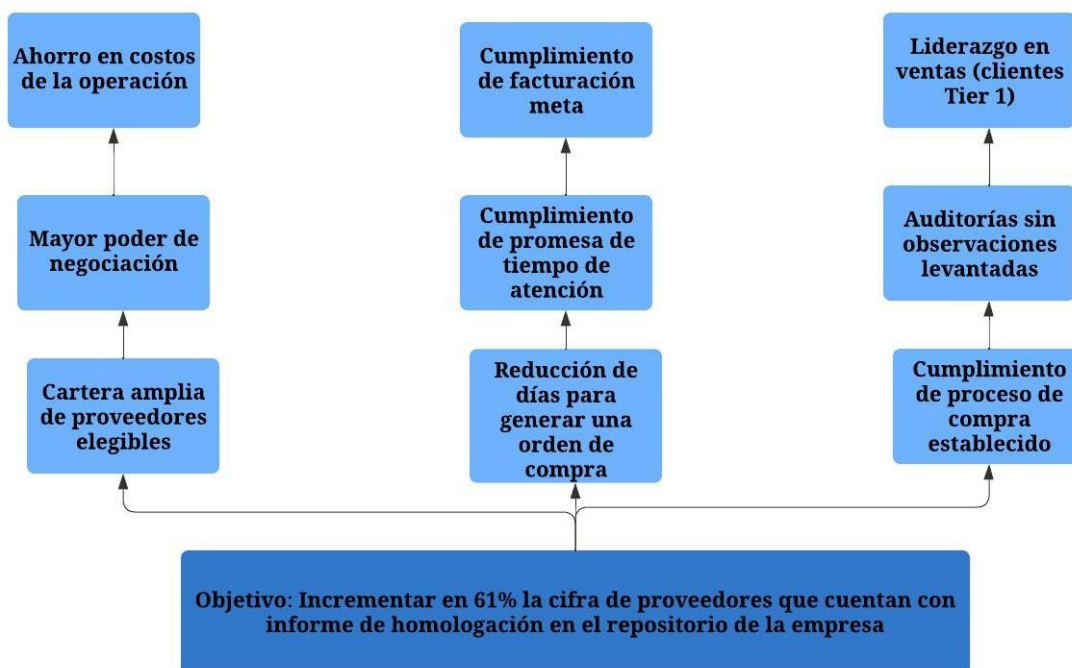 Ahorro en costos
de la operación
Cumplimiento
de facturación
meta
Liderazgo en
ventas (clientes
Tier 1)
Mayor poder de
negociación
Cumplimiento
de promesa de
tiempo de
atención
Auditorías sin
observaciones
levantadas
Cartera amplia
de proveedores
elegibles
Reducción de
días para
generar una
orden de
compra
Cumplimiento
de proceso de
compra
establecido
Objetivo: Incrementar en 61% la cifra de proveedores que cuentan con
informe de homologación en el repositorio de la empresa